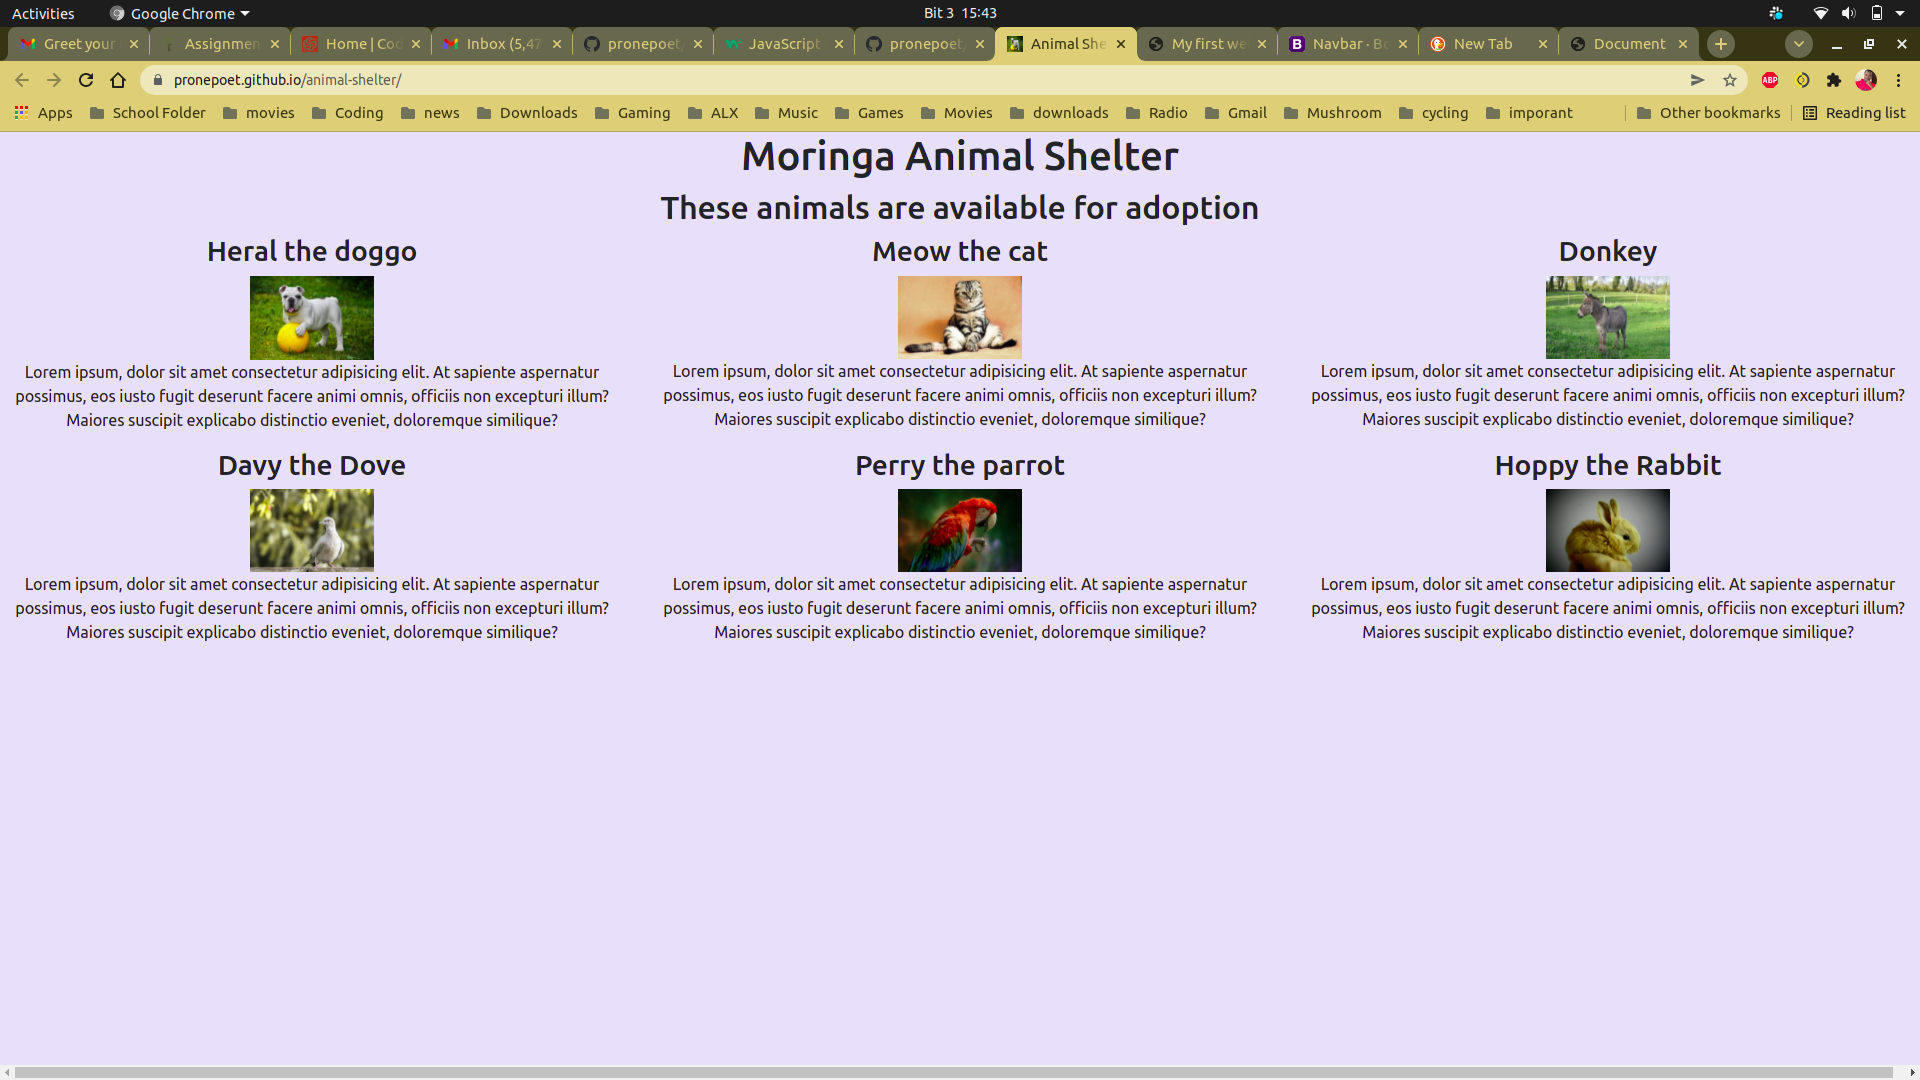 Activities
Google Chrome
Bit 3 15:43
Greet your
Assignmen
Home | Cod
Inbox (5,47
pronepoet
JavaScript
pronepoet
Animal She
My first we
Navbar · Bo
New Tab
Document
pronepoet.github.io/animal-shelter/
ABP
Apps
School Folder
movies
Coding
news
Downloads
Gaming
ALX
Music
Games
Movies
downloads
Radio
Gmail
Mushroom
cycling
imporant
Other bookmarks
Reading list
Moringa Animal Shelter
These animals are available for adoption
Heral the doggo
Lorem ipsum, dolor sit amet consectetur adipisicing elit. At sapiente aspernatur
possimus, eos iusto fugit deserunt facere animi omnis, officiis non excepturi illum?
Maiores suscipit explicabo distinctio eveniet, doloremque similique?
Meow the cat
Lorem ipsum, dolor sit amet consectetur adipisicing elit. At sapiente aspernatur
possimus, eos iusto fugit deserunt facere animi omnis, officiis non excepturi illum?
Maiores suscipit explicabo distinctio eveniet, doloremque similique?
Donkey
Lorem ipsum, dolor sit amet consectetur adipisicing elit. At sapiente aspernatur
possimus, eos iusto fugit deserunt facere animi omnis, officiis non excepturi illum?
Maiores suscipit explicabo distinctio eveniet, doloremque similique?
Davy the Dove
Lorem ipsum, dolor sit amet consectetur adipisicing elit. At sapiente aspernatur
possimus, eos iusto fugit deserunt facere animi omnis, officiis non excepturi illum?
Maiores suscipit explicabo distinctio eveniet, doloremque similique?
Perry the parrot
Lorem ipsum, dolor sit amet consectetur adipisicing elit. At sapiente aspernatur
possimus, eos iusto fugit deserunt facere animi omnis, officiis non excepturi illum?
Maiores suscipit explicabo distinctio eveniet, doloremque similique?
Hoppy the Rabbit
Lorem ipsum, dolor sit amet consectetur adipisicing elit. At sapiente aspernatur
possimus, eos iusto fugit deserunt facere animi omnis, officiis non excepturi illum?
Maiores suscipit explicabo distinctio eveniet, doloremque similique?